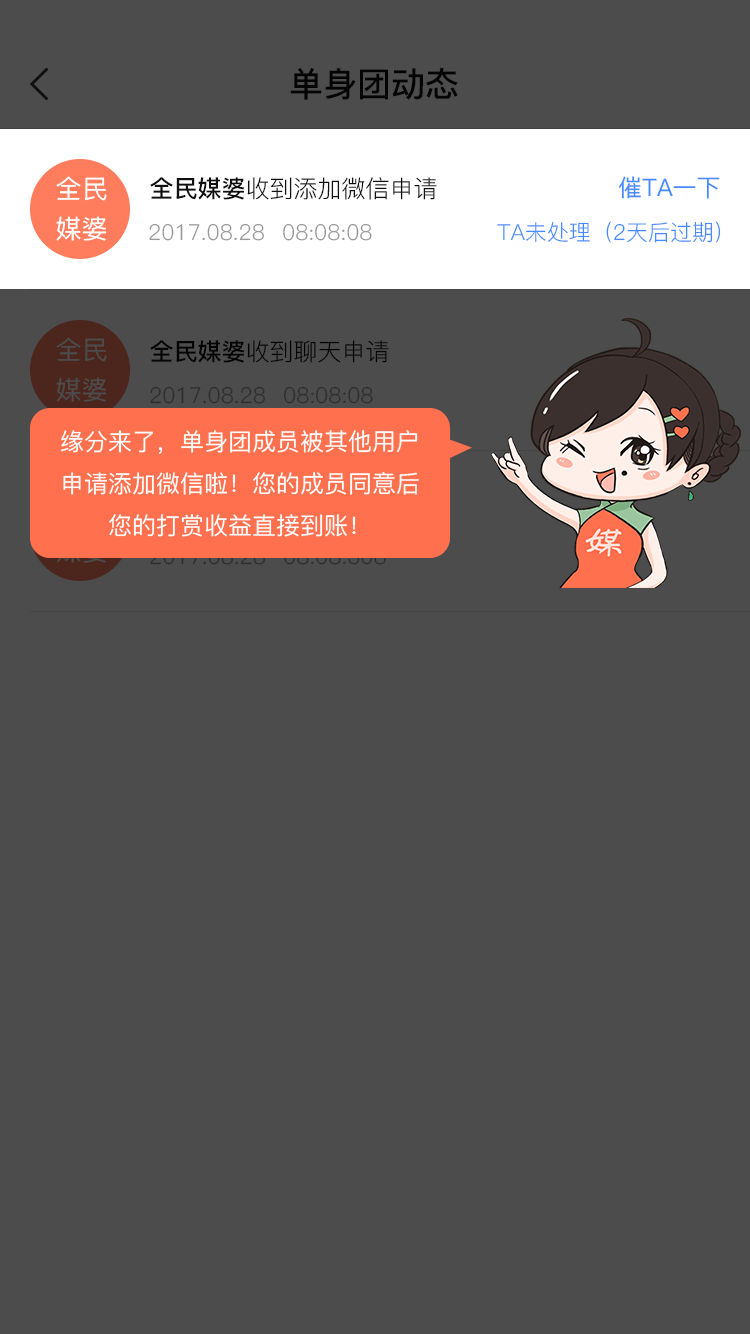 单身团动态
全民
媒婆
全民媒婆收到添加微信申请
催TA一下
2017.08.28 08:08:08
TA未处理（2天后过期）
全民
媒婆
全民媒婆收到聊天申请
2017.08.28 08:08:08
缘分来了，单身团成员被其他用户
申请添加微信啦！您的成员同意后
您的打赏收益直接到账！
媒